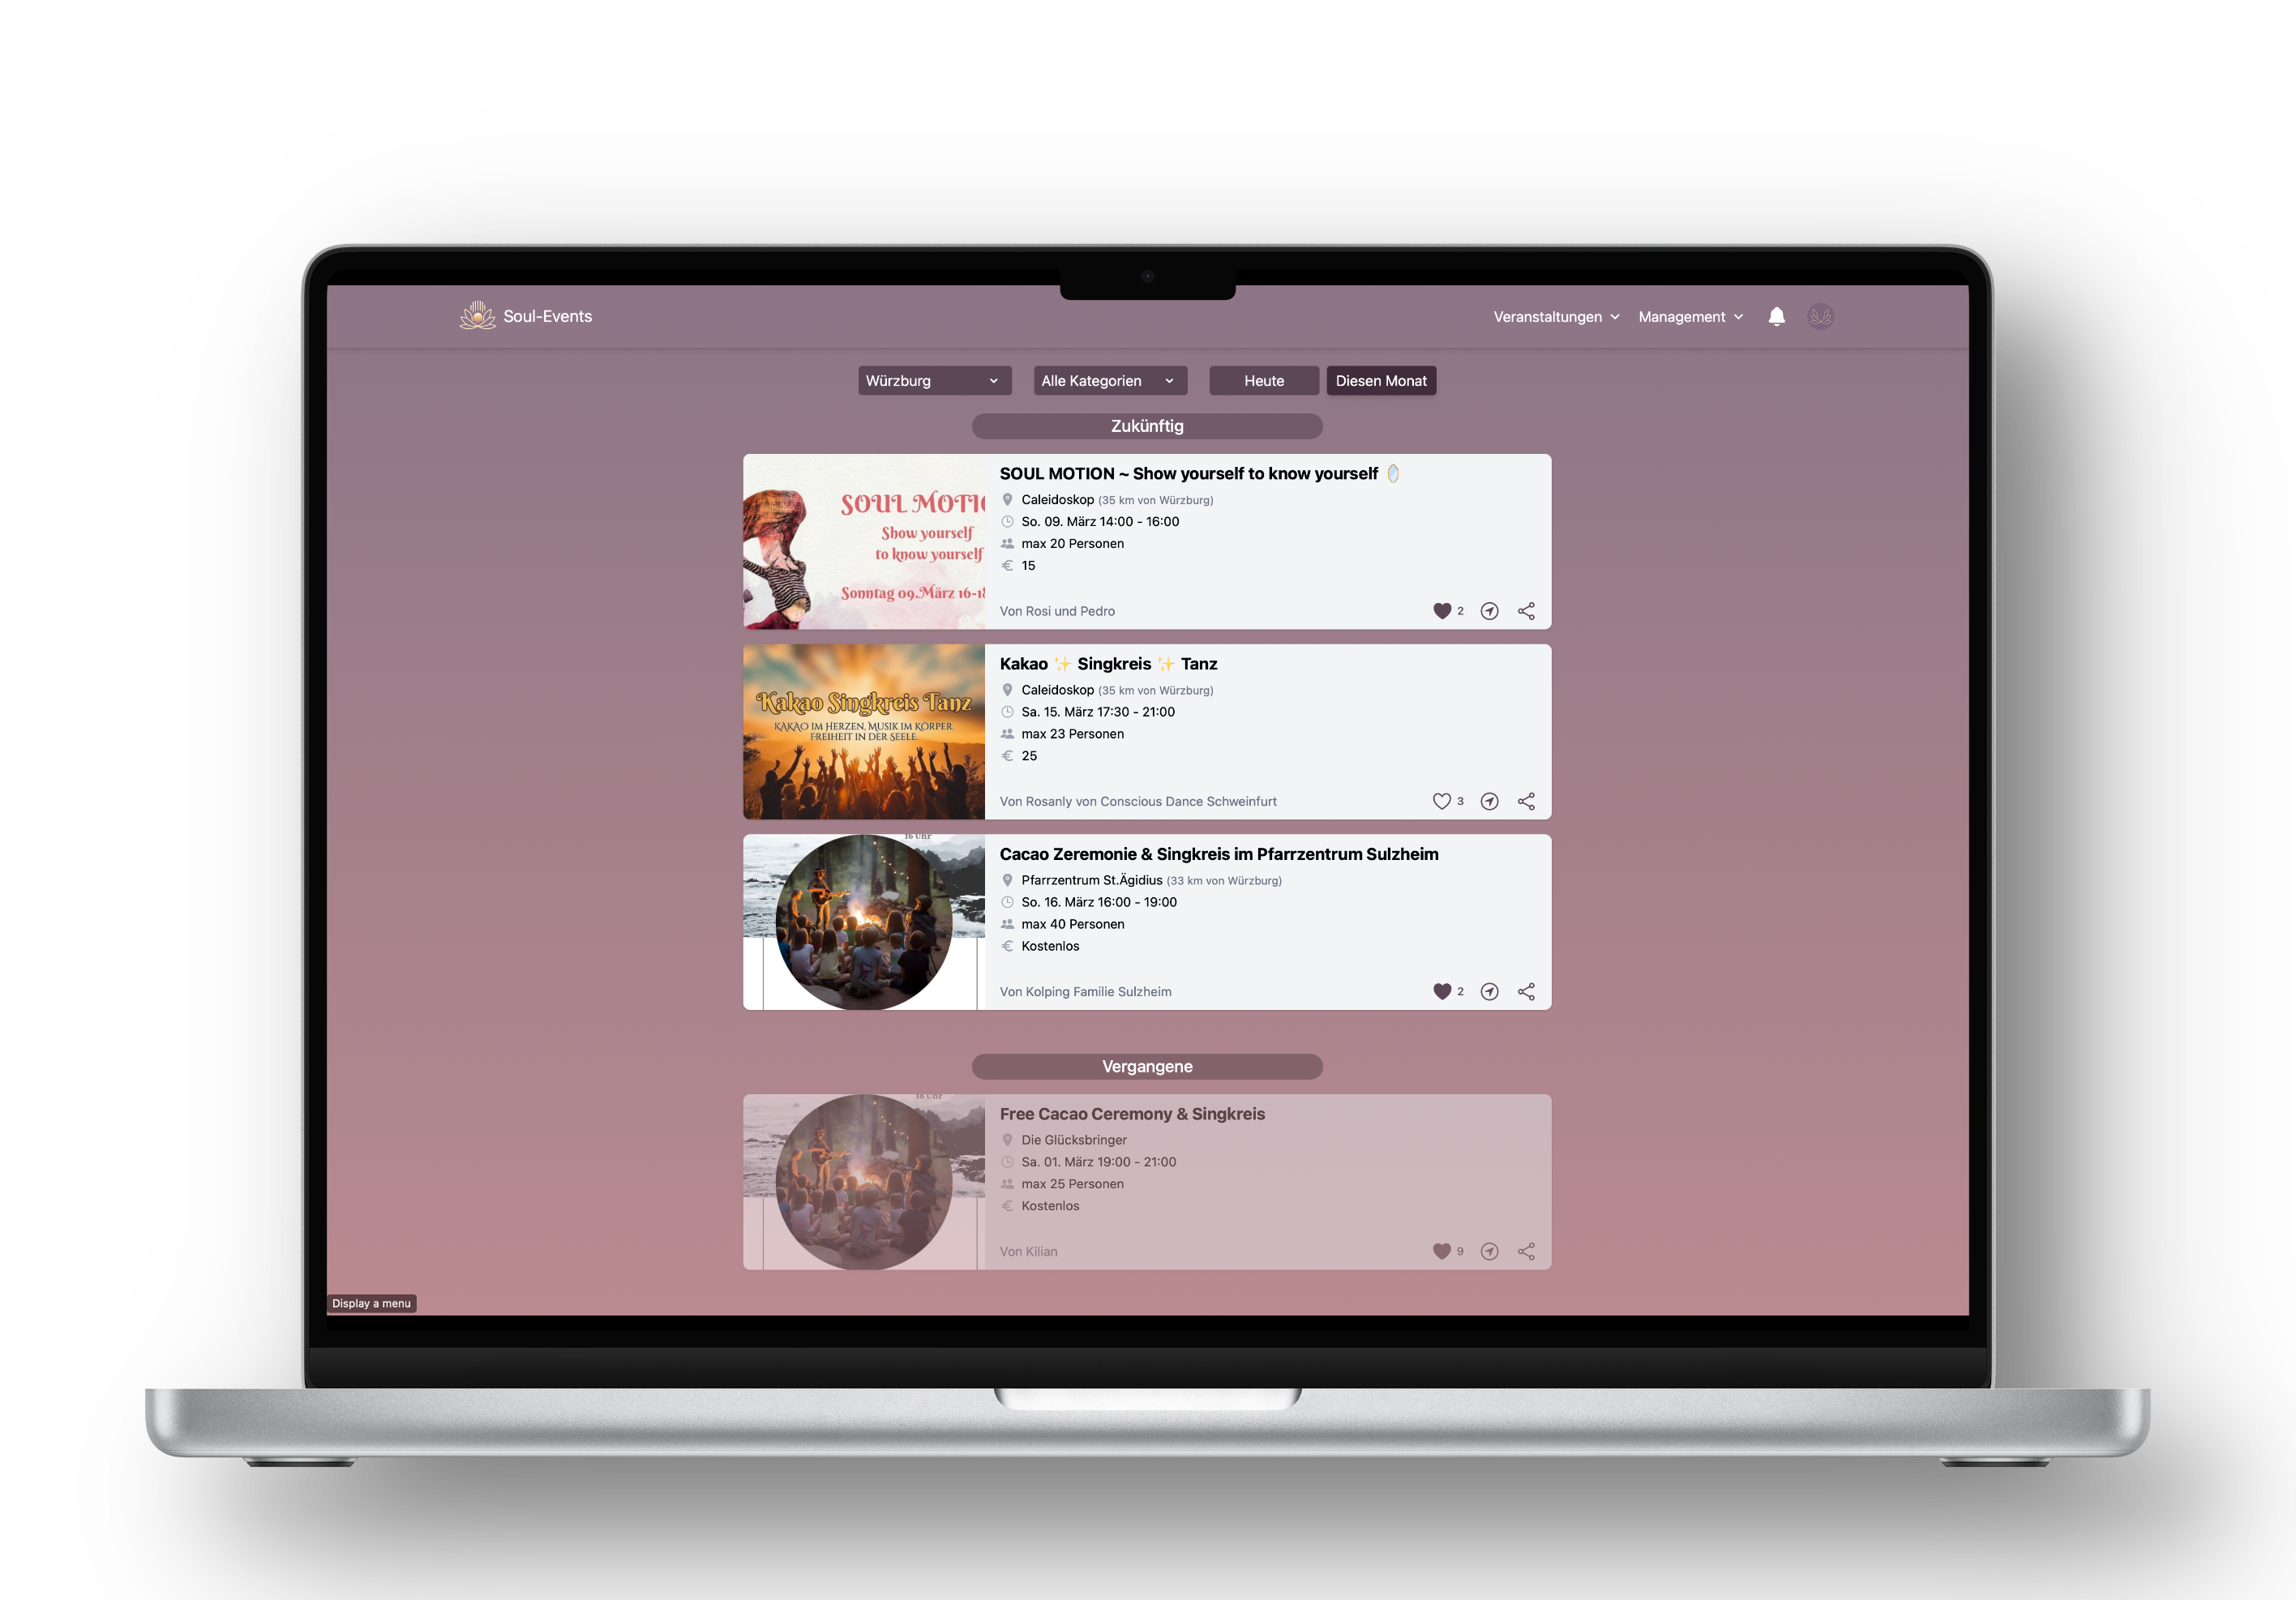 Soul-Events
Veranstaltungen
Management
Würzburg
Alle Kategorien
Heute
Diesen Monat
Zukünftig
SOUL MOTIO
Show yourself
to know yourself
Sonntag 09.März 16-18
SOUL MOTION ~ Show yourself to know yourself 🪞
Caleidoskop (35 km von Würzburg)
So. 09. März 14:00 - 16:00
max 20 Personen
€ 15
Von Rosi und Pedro
2
Kakao Singkreis Tanz
KAKAO IM HERZEN, MUSIK IM KÖRPER.
FREIHEIT IN DER SEELE.
Kakao ✨ Singkreis ✨ Tanz
Caleidoskop (35 km von Würzburg)
Sa. 15. März 17:30 - 21:00
max 23 Personen
€ 25
Von Rosanly von Conscious Dance Schweinfurt
3
16 Uhr
Cacao Zeremonie & Singkreis im Pfarrzentrum Sulzheim
Pfarrzentrum St.Ägidius (33 km von Würzburg)
So. 16. März 16:00 - 19:00
max 40 Personen
€ Kostenlos
Von Kolping Familie Sulzheim
2
Vergangene
18 Uhr
Free Cacao Ceremony & Singkreis
Die Glücksbringer
Sa. 01. März 19:00 - 21:00
max 25 Personen
€ Kostenlos
Von Kilian
9
Display a menu